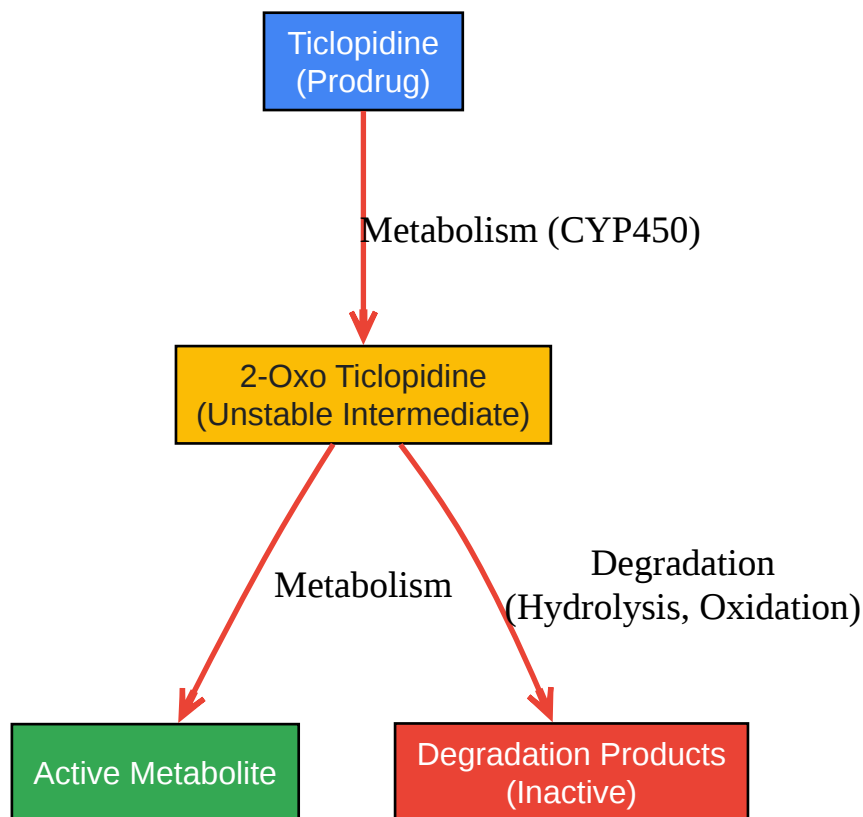 Ticlopidine
(Prodrug)
Metabolism (CYP450)
2-Oxo Ticlopidine
(Unstable Intermediate)
Metabolism
Degradation
(Hydrolysis, Oxidation)
Active Metabolite
Degradation Products
(Inactive)